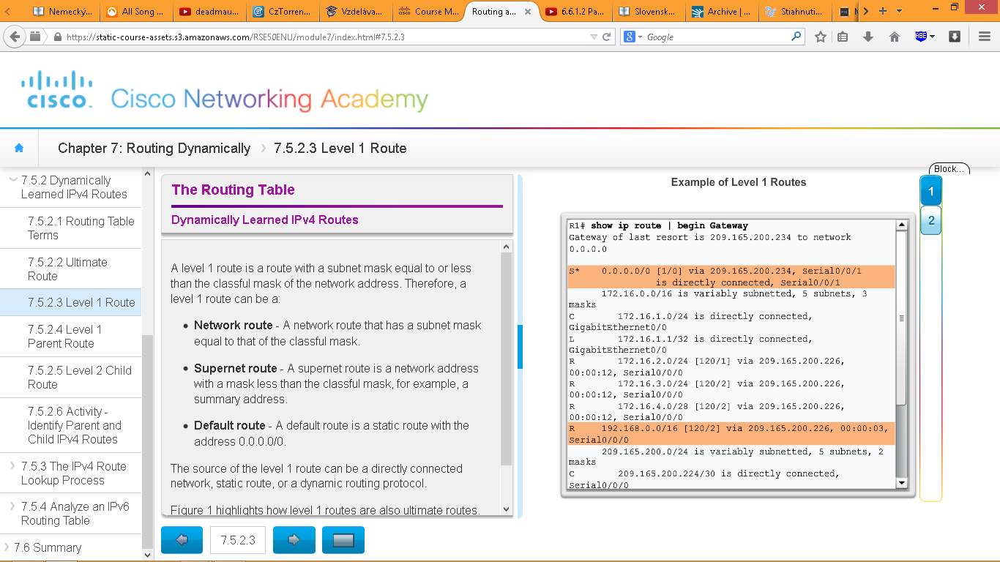 Nemecký...
All Song ...
deadmau...
CzTorren...
Vzdeláva...
Course M...
Routing a...
6.6.1.2 Pa...
Slovensk...
Archive | ...
Stiahnuti...
https://static-course-assets.s3.amazonaws.com/RSE50ENU/module7/index.html#7.5.2.3
Google
ABE
cisco.
Cisco Networking Academy
Chapter 7: Routing Dynamically
7.5.2.3 Level 1 Route
Block...
7.5.2 Dynamically
Learned IPv4 Routes
7.5.2.1 Routing Table
Terms
7.5.2.2 Ultimate
Route
7.5.2.3 Level 1 Route
7.5.2.4 Level 1
Parent Route
7.5.2.5 Level 2 Child
Route
7.5.2.6 Activity -
Identify Parent and
Child IPv4 Routes
7.5.3 The IPv4 Route
Lookup Process
7.5.4 Analyze an IPv6
Routing Table
7.6 Summary
The Routing Table
Dynamically Learned IPv4 Routes
A level 1 route is a route with a subnet mask equal to or less
than the classful mask of the network address. Therefore, a
level 1 route can be a:
• Network route - A network route that has a subnet mask
equal to that of the classful mask.
• Supernet route - A supernet route is a network address
with a mask less than the classful mask, for example, a
summary address.
• Default route - A default route is a static route with the
address 0.0.0.0/0.
The source of the level 1 route can be a directly connected
network, static route, or a dynamic routing protocol.
Figure 1 highlights how level 1 routes are also ultimate routes.
7.5.2.3
Example of Level 1 Routes
1
2
R1# show ip route | begin Gateway
Gateway of last resort is 209.165.200.234 to network
0.0.0.0
S* 0.0.0.0/0 [1/0] via 209.165.200.234, Serial0/0/1
is directly connected, Serial0/0/1
172.16.0.0/16 is variably subnetted, 5 subnets, 3
masks
C 172.16.1.0/24 is directly connected,
GigabitEthernet0/0
L 172.16.1.1/32 is directly connected,
GigabitEthernet0/0
R 172.16.2.0/24 [120/1] via 209.165.200.226,
00:00:12, Serial0/0/0
R 172.16.3.0/24 [120/2] via 209.165.200.226,
00:00:12, Serial0/0/0
R 172.16.4.0/28 [120/2] via 209.165.200.226,
00:00:12, Serial0/0/0
R 192.168.0.0/16 [120/2] via 209.165.200.226, 00:00:03,
Serial0/0/0
209.165.200.0/24 is variably subnetted, 5 subnets, 2
masks
C 209.165.200.224/30 is directly connected,
Serial0/0/0